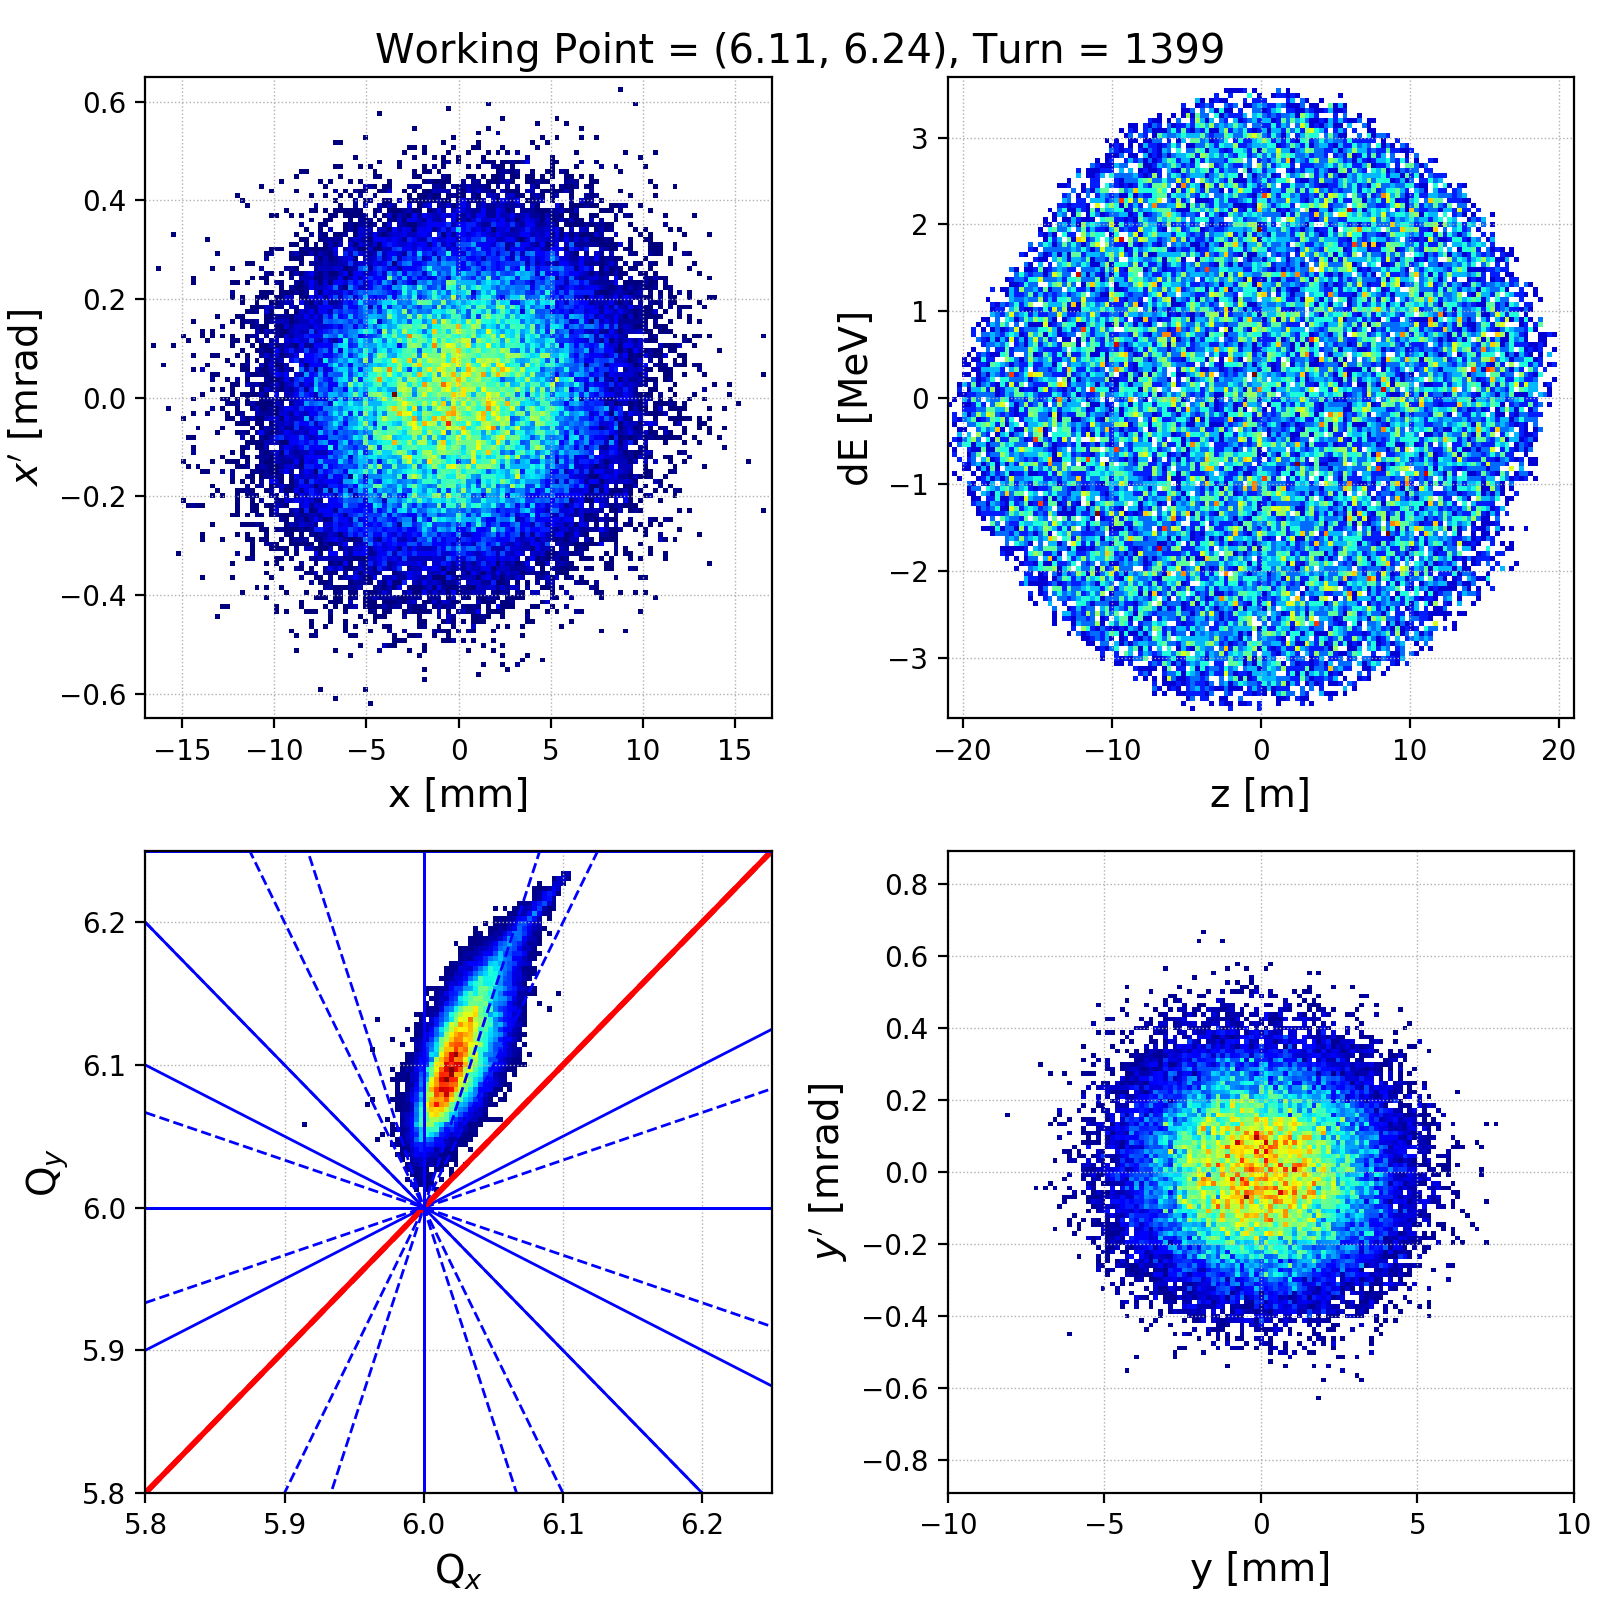 Working Point = (6.11, 6.24), Turn = 1399
0.6
0.4
0.2
0.0
−0.2
−0.4
−0.6
x′ [mrad]
−15 −10 −5 0 5 10 15
x [mm]
3
2
1
0
−1
−2
−3
dE [MeV]
−20 −10 0 10 20
z [m]
6.2
6.1
6.0
5.9
5.8
Qy
5.8 5.9 6.0 6.1 6.2
Qx
0.8
0.6
0.4
0.2
0.0
−0.2
−0.4
−0.6
−0.8
y′ [mrad]
−10 −5 0 5 10
y [mm]